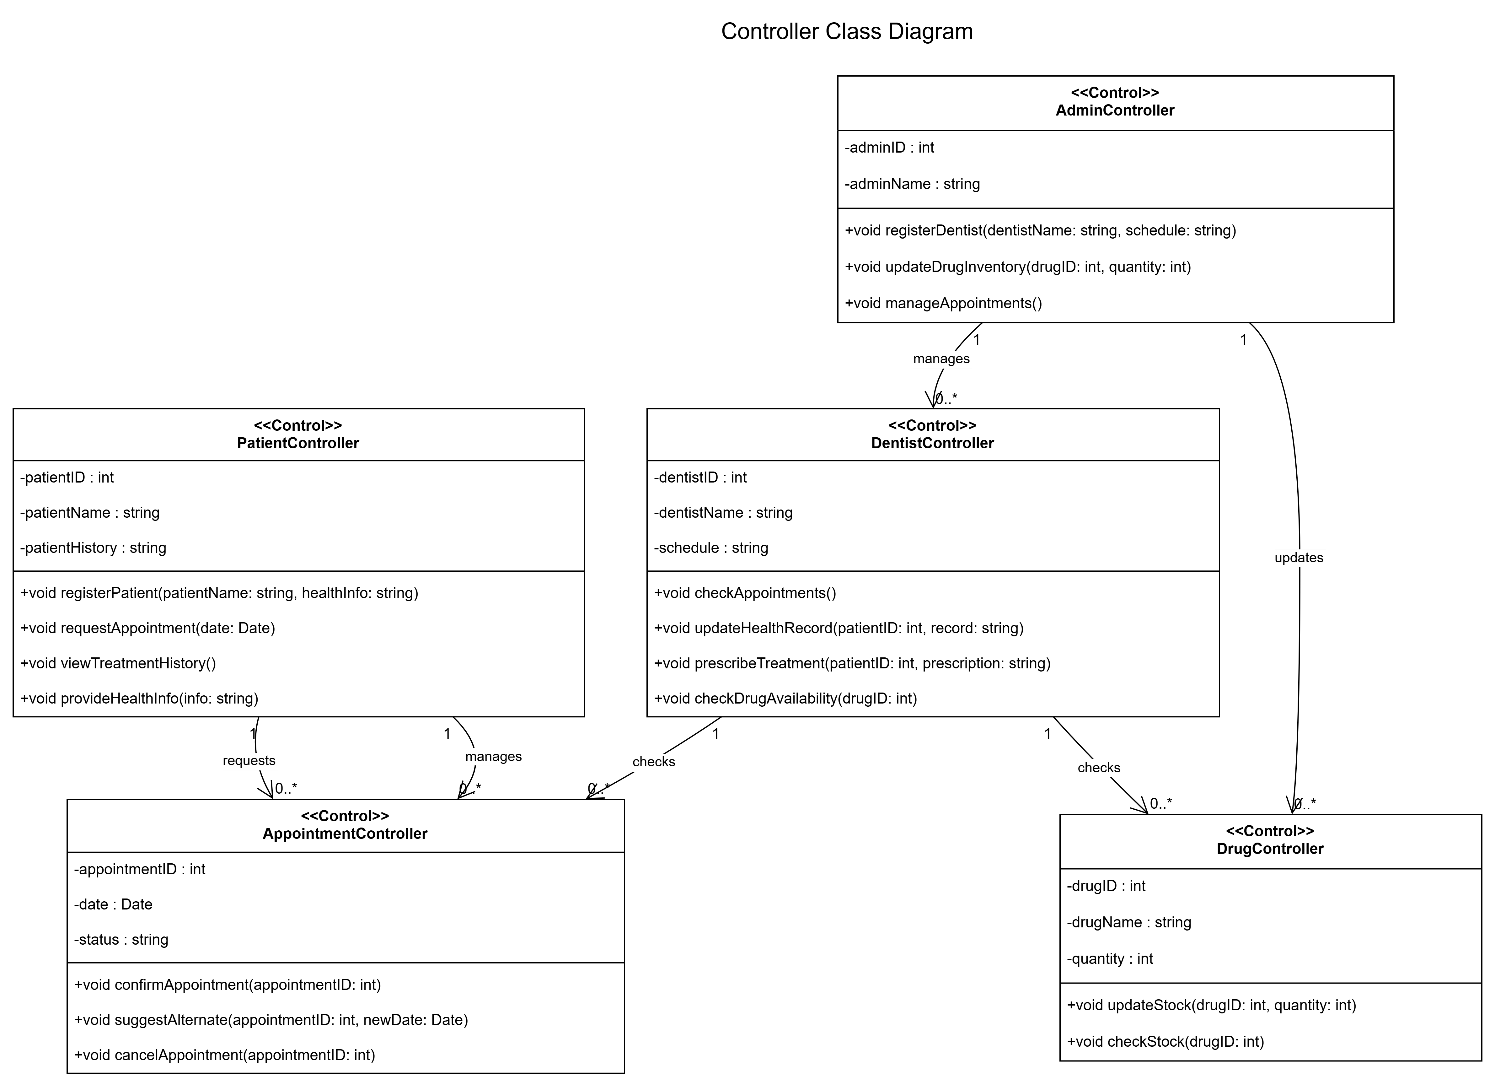 Controller Class Diagram
<<Control>>
AdminController
-adminID : int
-adminName : string
+void registerDentist(dentistName: string, schedule: string)
+void updateDrugInventory(drugID: int, quantity: int)
+void manageAppointments()
1
1
manages
0..*
updates
<<Control>>
PatientController
-patientID : int
-patientName : string
-patientHistory : string
+void registerPatient(patientName: string, healthInfo: string)
+void requestAppointment(date: Date)
+void viewTreatmentHistory()
+void provideHealthInfo(info: string)
<<Control>>
DentistController
-dentistID : int
-dentistName : string
-schedule : string
+void checkAppointments()
+void updateHealthRecord(patientID: int, record: string)
+void prescribeTreatment(patientID: int, prescription: string)
+void checkDrugAvailability(drugID: int)
1
1
1
1
requests
manages
checks
checks
0..*
0..*
0..*
0..*
0..*
<<Control>>
AppointmentController
-appointmentID : int
-date : Date
-status : string
+void confirmAppointment(appointmentID: int)
+void suggestAlternate(appointmentID: int, newDate: Date)
+void cancelAppointment(appointmentID: int)
<<Control>>
DrugController
-drugID : int
-drugName : string
-quantity : int
+void updateStock(drugID: int, quantity: int)
+void checkStock(drugID: int)